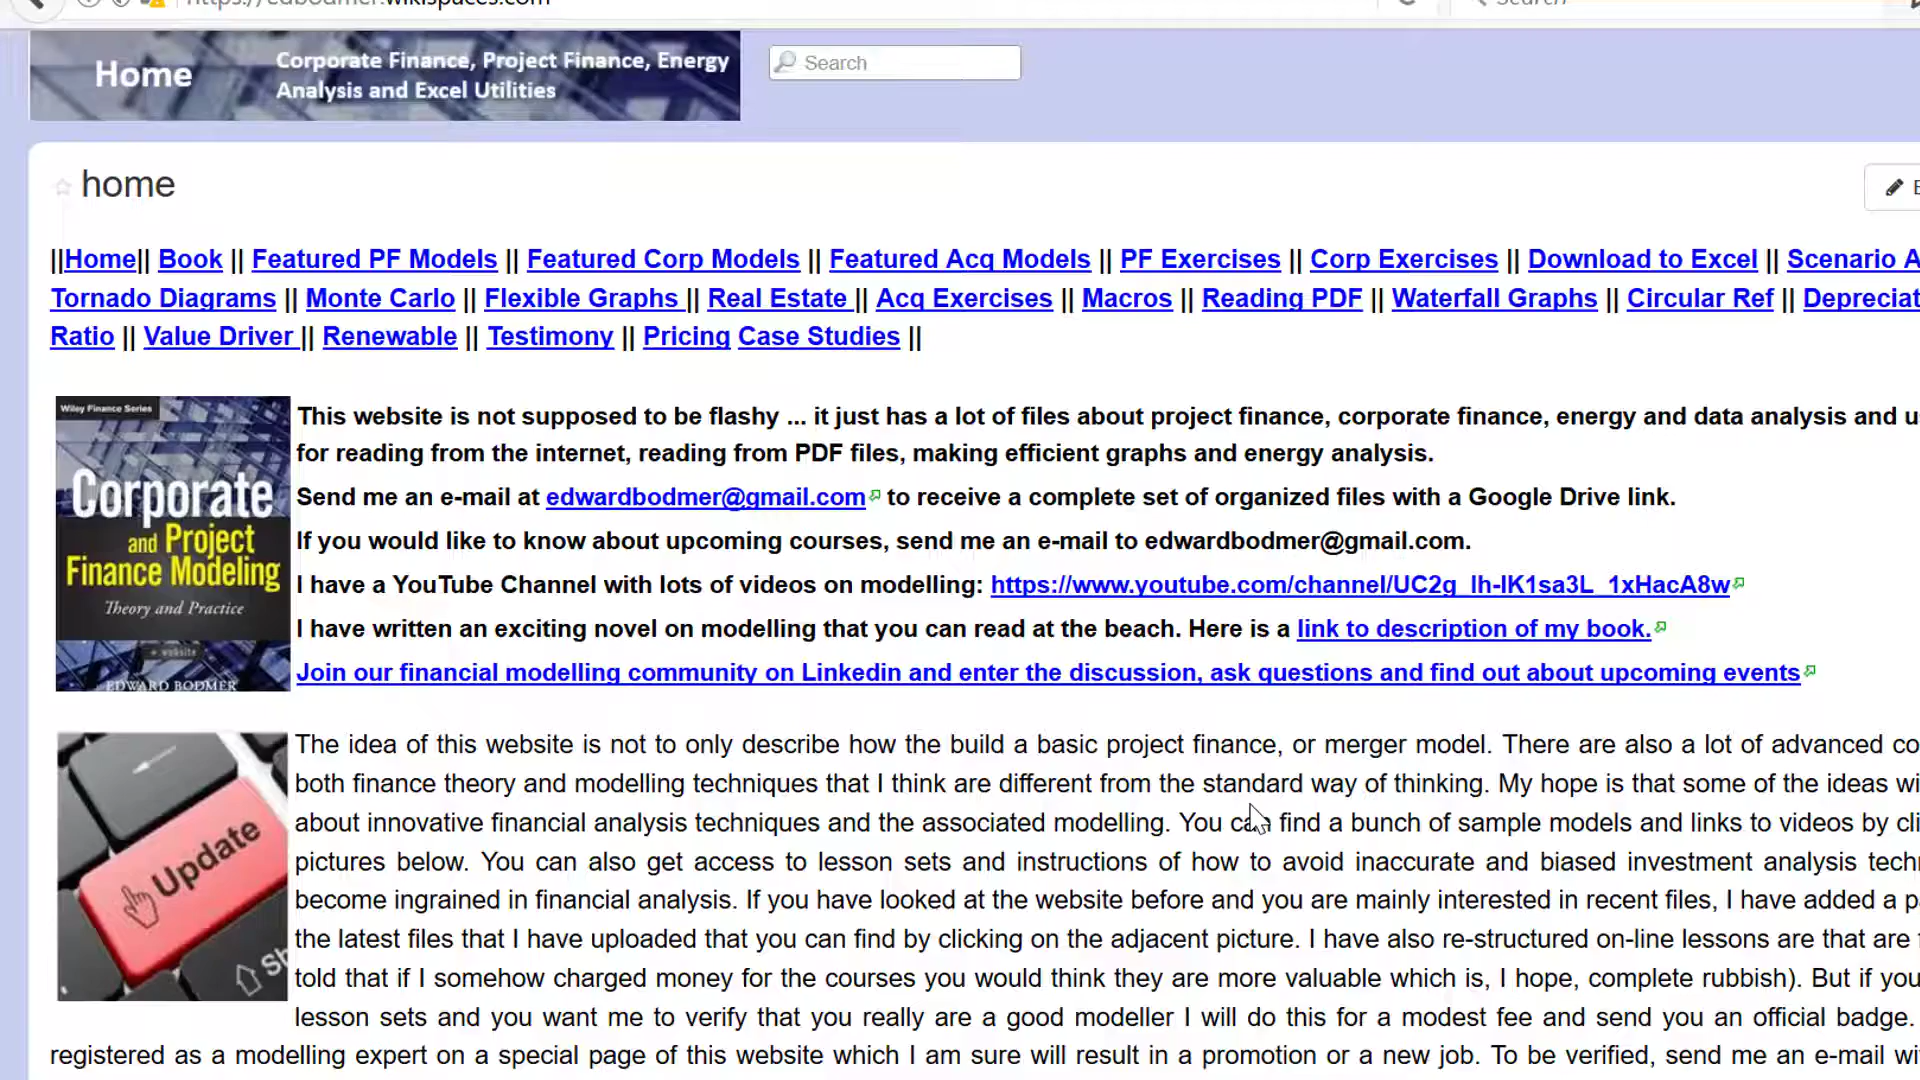 Search
Home
Corporate Finance, Project Finance, Energy
Analysis and Excel Utilities
Search
home
||Home|| Book || Featured PF Models || Featured Corp Models || Featured Acq Models || PF Exercises || Corp Exercises || Download to Excel || Scenario A
Tornado Diagrams || Monte Carlo || Flexible Graphs || Real Estate || Acq Exercises || Macros || Reading PDF || Waterfall Graphs || Circular Ref || Depreciat
Ratio || Value Driver || Renewable || Testimony || Pricing Case Studies ||
Wiley Finance Series
Corporate
and Project
Finance Modeling
Theory and Practice
+ website
EDWARD BODMER
This website is not supposed to be flashy ... it just has a lot of files about project finance, corporate finance, energy and data analysis and u
for reading from the internet, reading from PDF files, making efficient graphs and energy analysis.
Send me an e-mail at edwardbodmer@gmail.com to receive a complete set of organized files with a Google Drive link.
If you would like to know about upcoming courses, send me an e-mail to edwardbodmer@gmail.com.
I have a YouTube Channel with lots of videos on modelling: https://www.youtube.com/channel/UC2g_Ih-IK1sa3L_1xHacA8w
I have written an exciting novel on modelling that you can read at the beach. Here is a link to description of my book.
Join our financial modelling community on Linkedin and enter the discussion, ask questions and find out about upcoming events
Update
Sh
The idea of this website is not to only describe how the build a basic project finance, or merger model. There are also a lot of advanced co
both finance theory and modelling techniques that I think are different from the standard way of thinking. My hope is that some of the ideas wi
about innovative financial analysis techniques and the associated modelling. You can find a bunch of sample models and links to videos by cli
pictures below. You can also get access to lesson sets and instructions of how to avoid inaccurate and biased investment analysis techn
become ingrained in financial analysis. If you have looked at the website before and you are mainly interested in recent files, I have added a p
the latest files that I have uploaded that you can find by clicking on the adjacent picture. I have also re-structured on-line lessons are that are f
told that if I somehow charged money for the courses you would think they are more valuable which is, I hope, complete rubbish). But if you
lesson sets and you want me to verify that you really are a good modeller I will do this for a modest fee and send you an official badge.
registered as a modelling expert on a special page of this website which I am sure will result in a promotion or a new job. To be verified, send me an e-mail wi